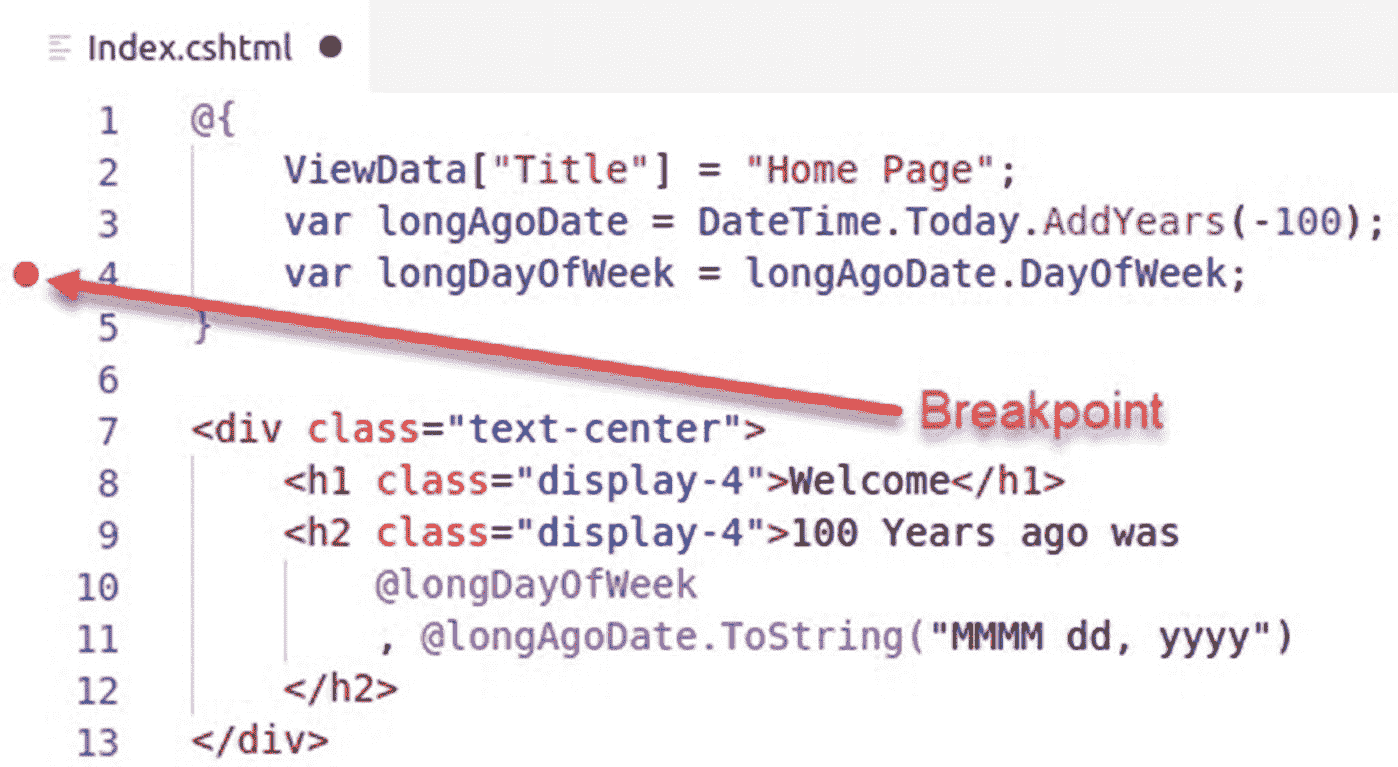 Index.cshtml
1 @{
2 ViewData["Title"] = "Home Page";
3 var longAgoDate = DateTime.Today.AddYears(-100);
4 var longDayOfWeek = longAgoDate.DayOfWeek;
5 }
6
Breakpoint
7 <div class="text-center">
8 <h1 class="display-4">Welcome</h1>
9 <h2 class="display-4">100 Years ago was
10 @longDayOfWeek
11 , @longAgoDate.ToString("MMMM dd, yyyy")
12 </h2>
13 </div>